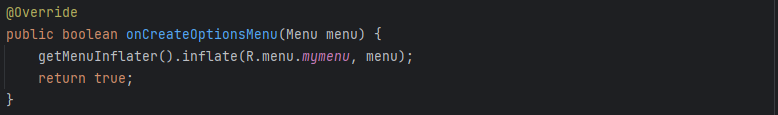 @Override
public boolean onCreateOptionsMenu(Menu menu) {
    getMenuInflater().inflate(R.menu.mymenu, menu);
    return true;
}